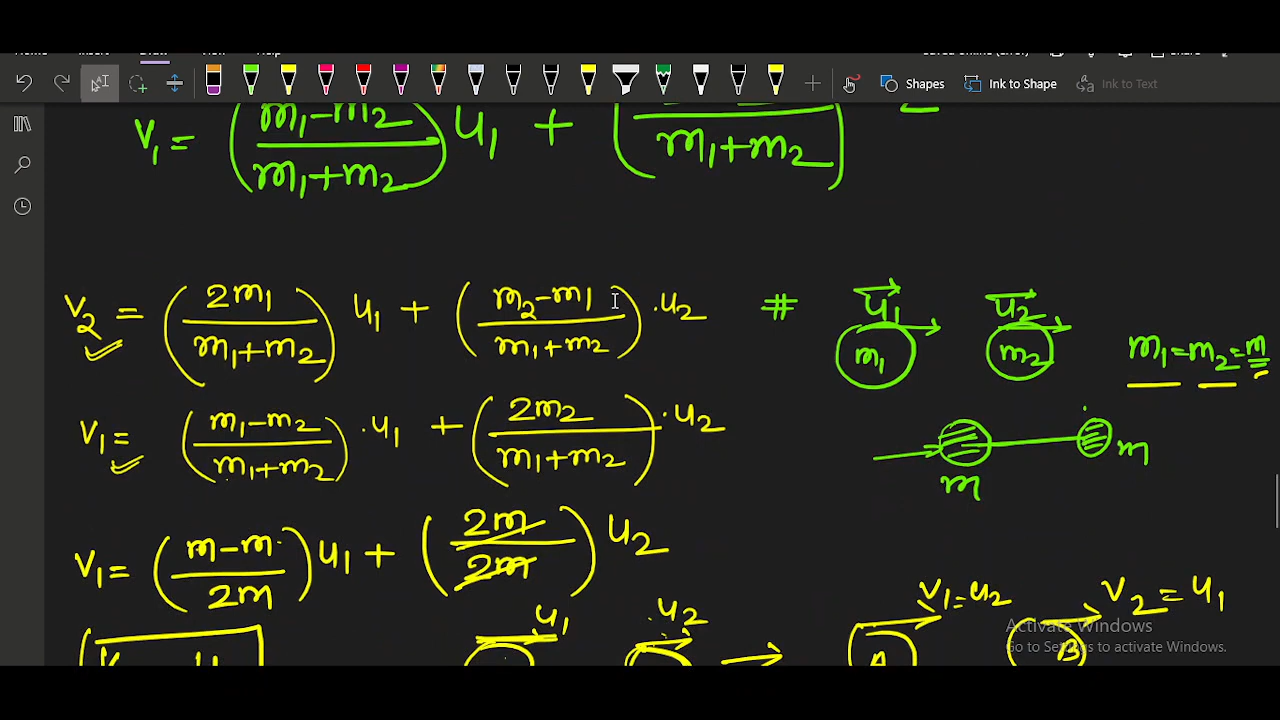 Shapes Ink to Shape Ink to Text
v₁ = (m₁-m₂ / m₁+m₂) u₁ + ( / m₁+m₂)
v₂ = (2m₁ / m₁+m₂) u₁ + (m₂-m₁ / m₁+m₂) .u₂ # u₁ u₂
m₁ m₂ m₁=m₂=m
v₁ = (m₁-m₂ / m₁+m₂) .u₁ + (2m₂ / m₁+m₂) .u₂
m m
v₁= (m-m / 2m) u₁ + (2m / 2m) u₂
u₁ u₂ v₁=u₂ v₂=u₁
A B
Activate Windows
Go to Settings to activate Windows.